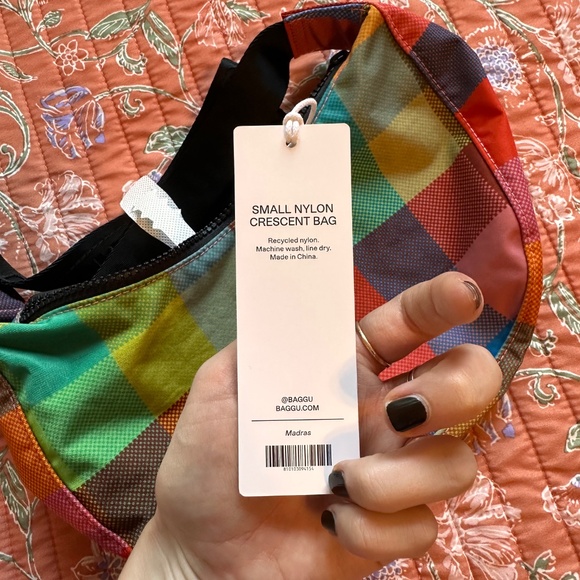 SMALL NYLON
CRESCENT BAG
Recycled nylon.
Machine wash, line dry.
Made in China.
@BAGGU
BAGGU.COM
Madras